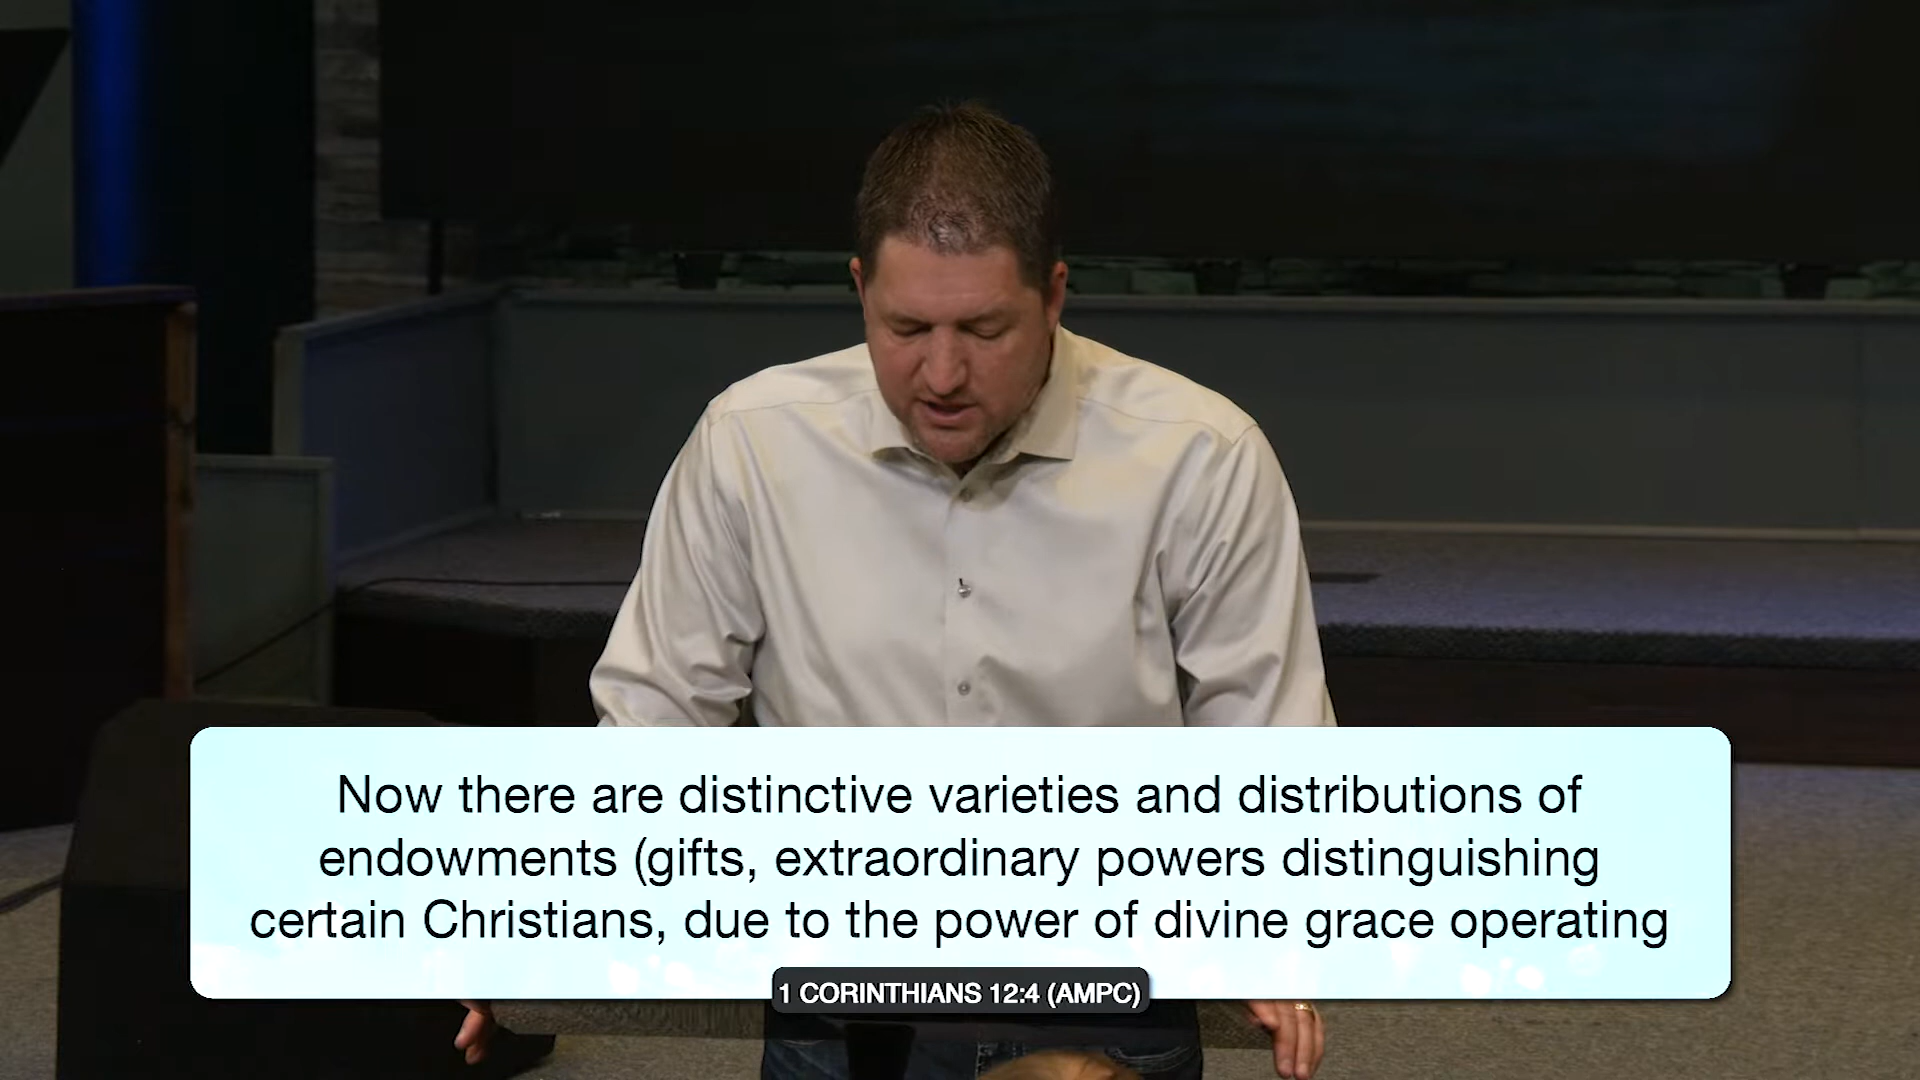 Now there are distinctive varieties and distributions of
endowments (gifts, extraordinary powers distinguishing
certain Christians, due to the power of divine grace operating
1 CORINTHIANS 12:4 (AMPC)